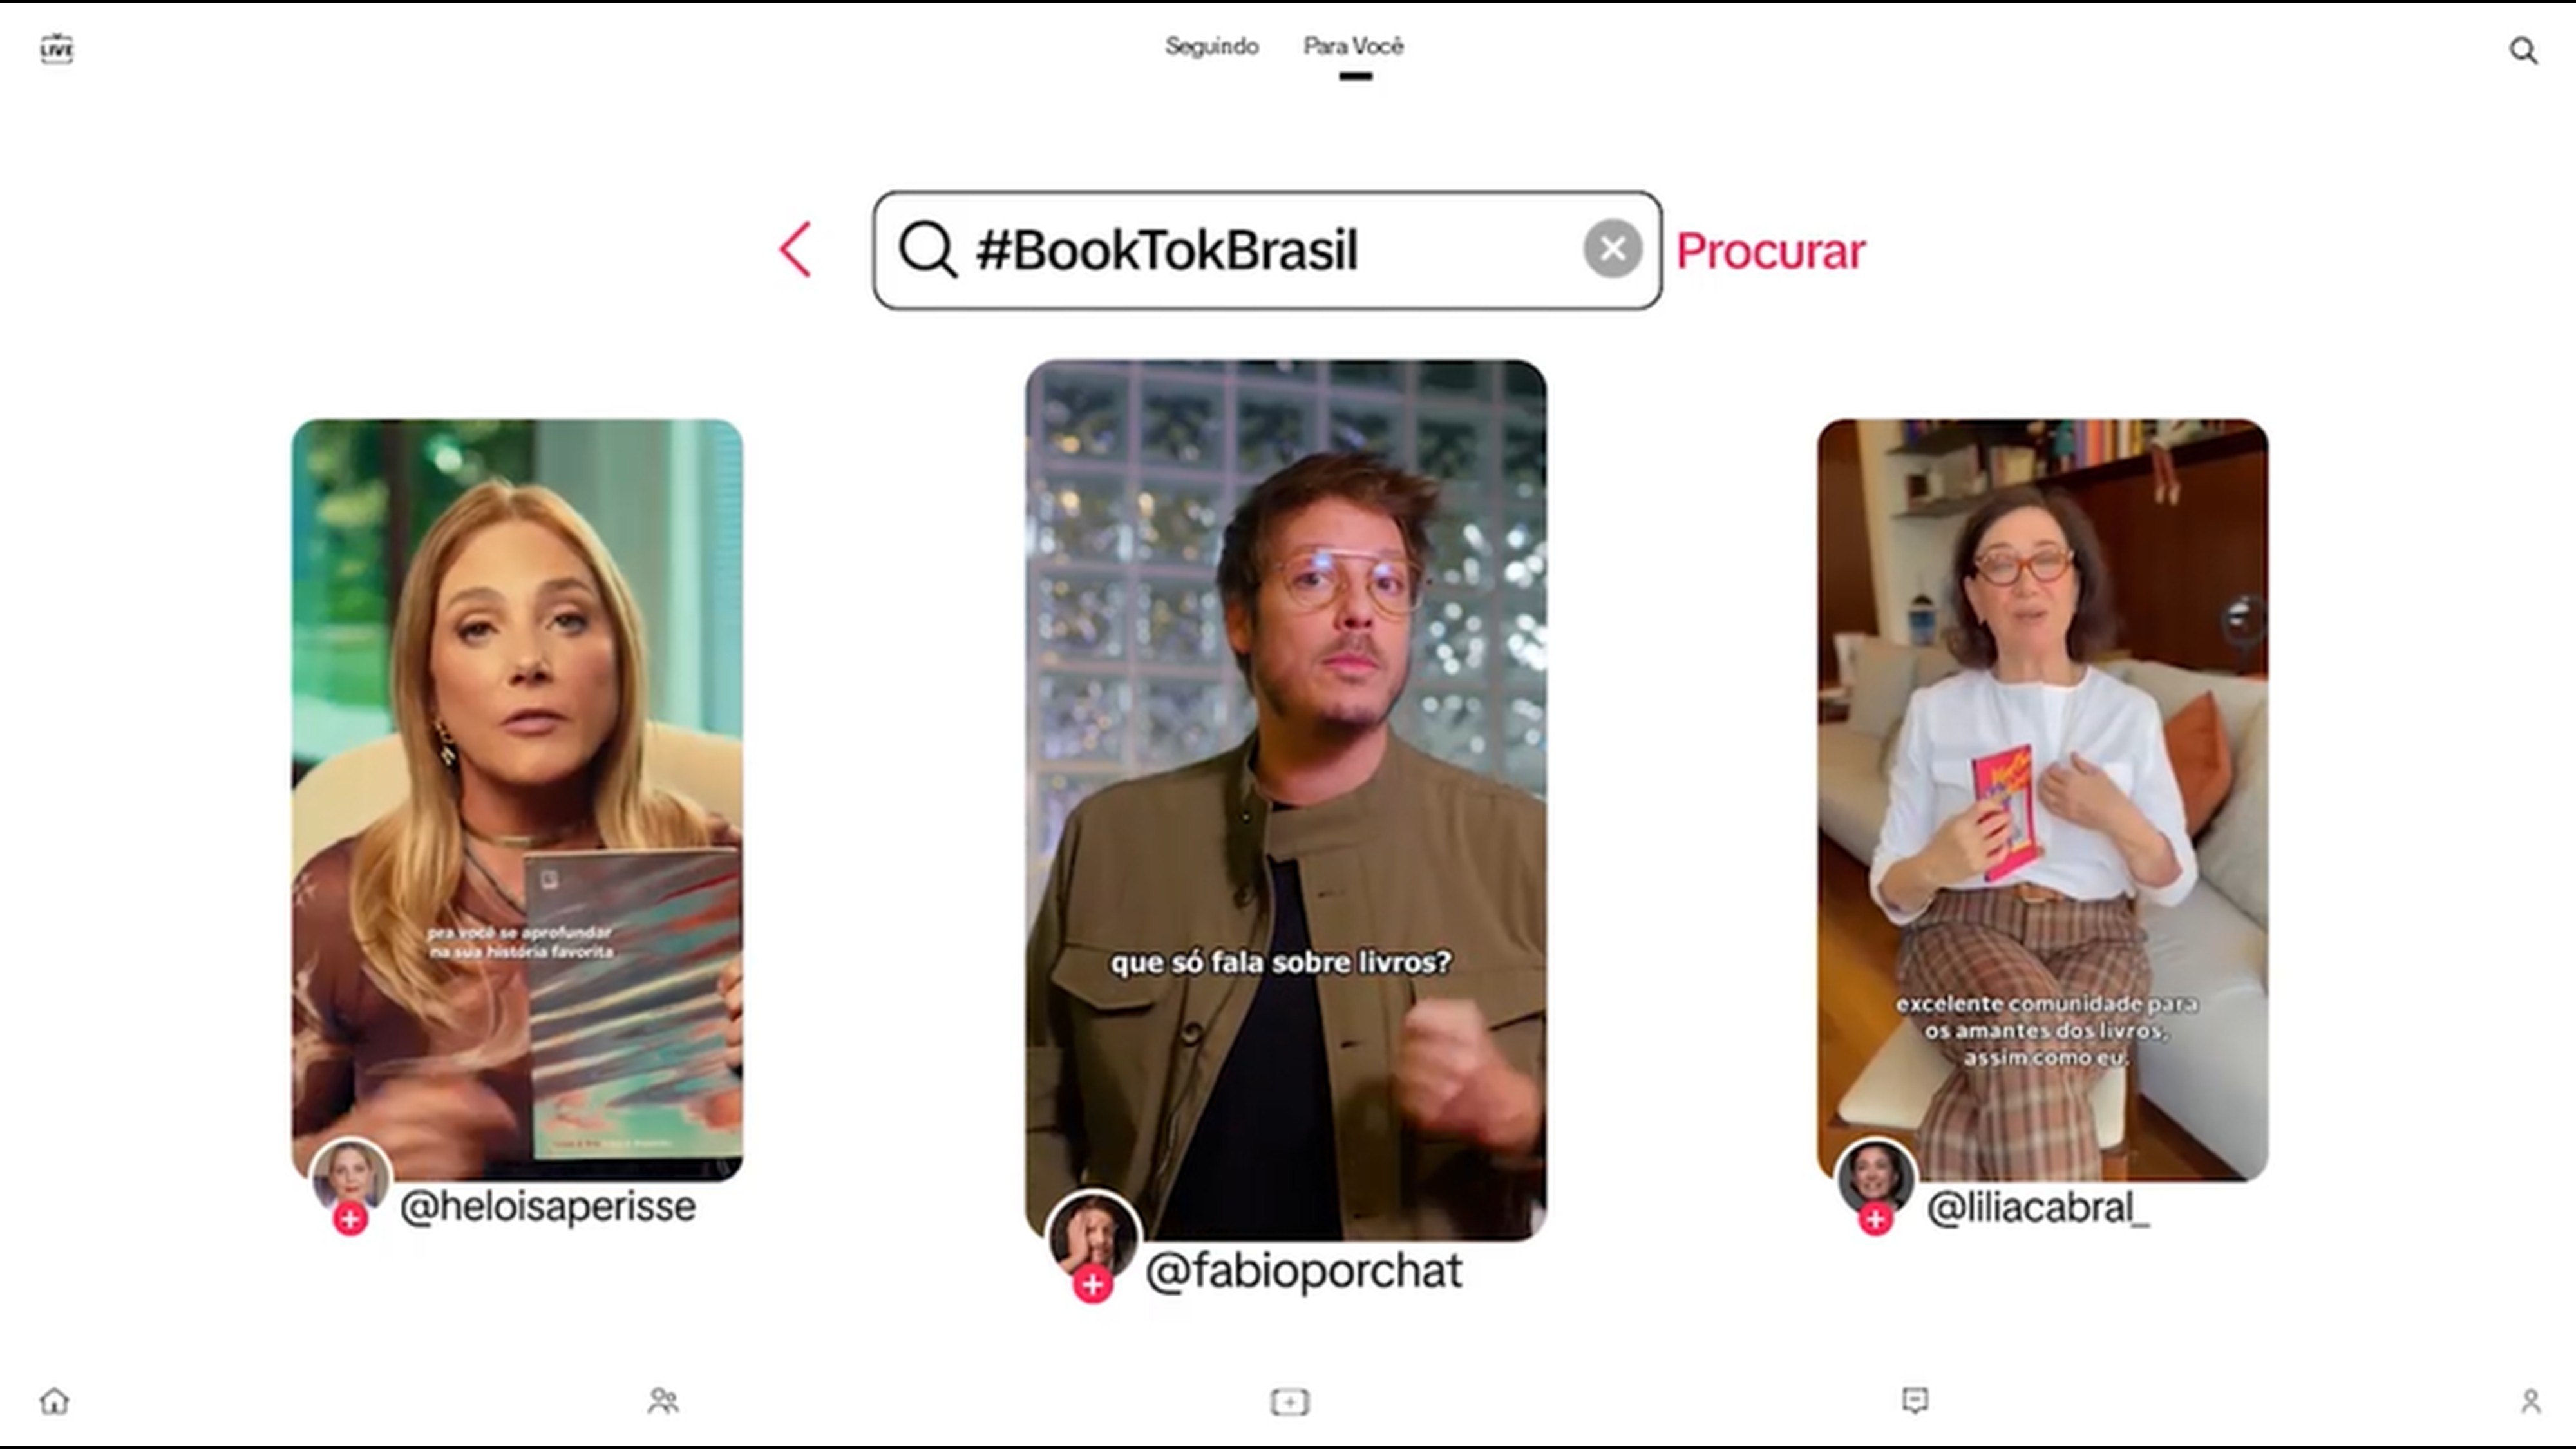 LIVE
Seguindo
Para Você
#BookTokBrasil
Procurar
pra você se aprofundar
na sua história favorita
@heloisaperisse
que só fala sobre livros?
@fabioporchat
excelente comunidade para
os amantes dos livros,
assim como eu.
@liliacabral_